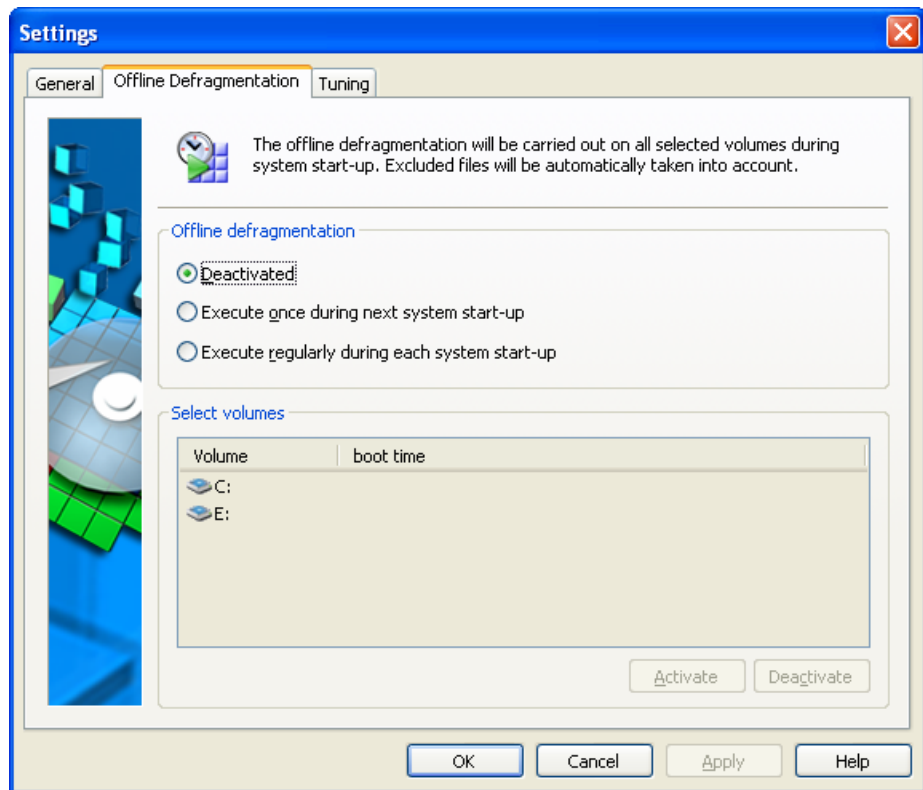 Settings
General Offline Defragmentation Tuning
The offline defragmentation will be carried out on all selected volumes during
system start-up. Excluded files will be automatically taken into account.
Offline defragmentation
Deactivated
Execute once during next system start-up
Execute regularly during each system start-up
Select volumes
Volume boot time
C:
E:
Activate Deactivate
OK Cancel Apply Help